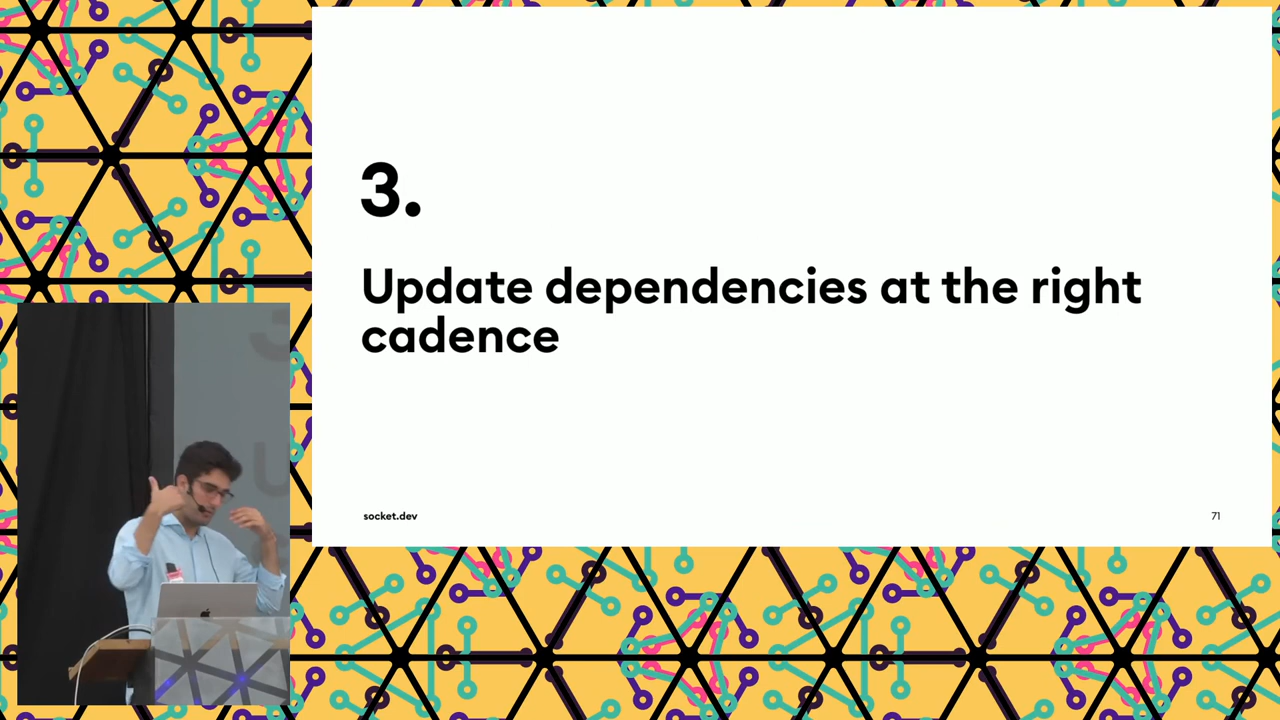 3.
Update dependencies at the right
cadence
socket.dev
71